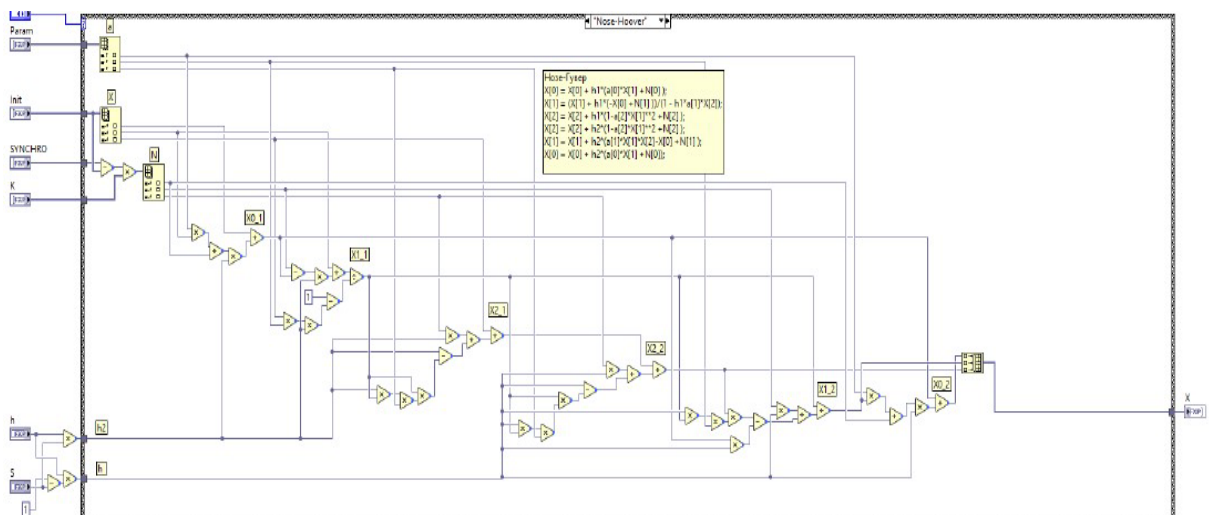 "Nose-Hoover"
Param
a
Нозе-Гувер
X[0] = X[0] + h1*(a[0]*X[1] + N[0] );
X[1] = (X[1] + h1*(-X[0] + N[1] ))/(1 - h1*a[1]*X[2]);
X[2] = X[2] + h1*(1-a[2]*X[1]**2 +N[2] );
X[2] = X[2] + h2*(1-a[2]*X[1]**2 +N[2] );
X[1] = X[1] + h2*(a[1]*X[1]*X[2]-X[0] +N[1] );
X[0] = X[0] + h2*(a[0]*X[1] + N[0]);
Init
X
SYNCHRO
N
K
X0_1
X1_1
1
X2_1
X2_2
X1_2
X0_2
X
h
h2
h
S
1